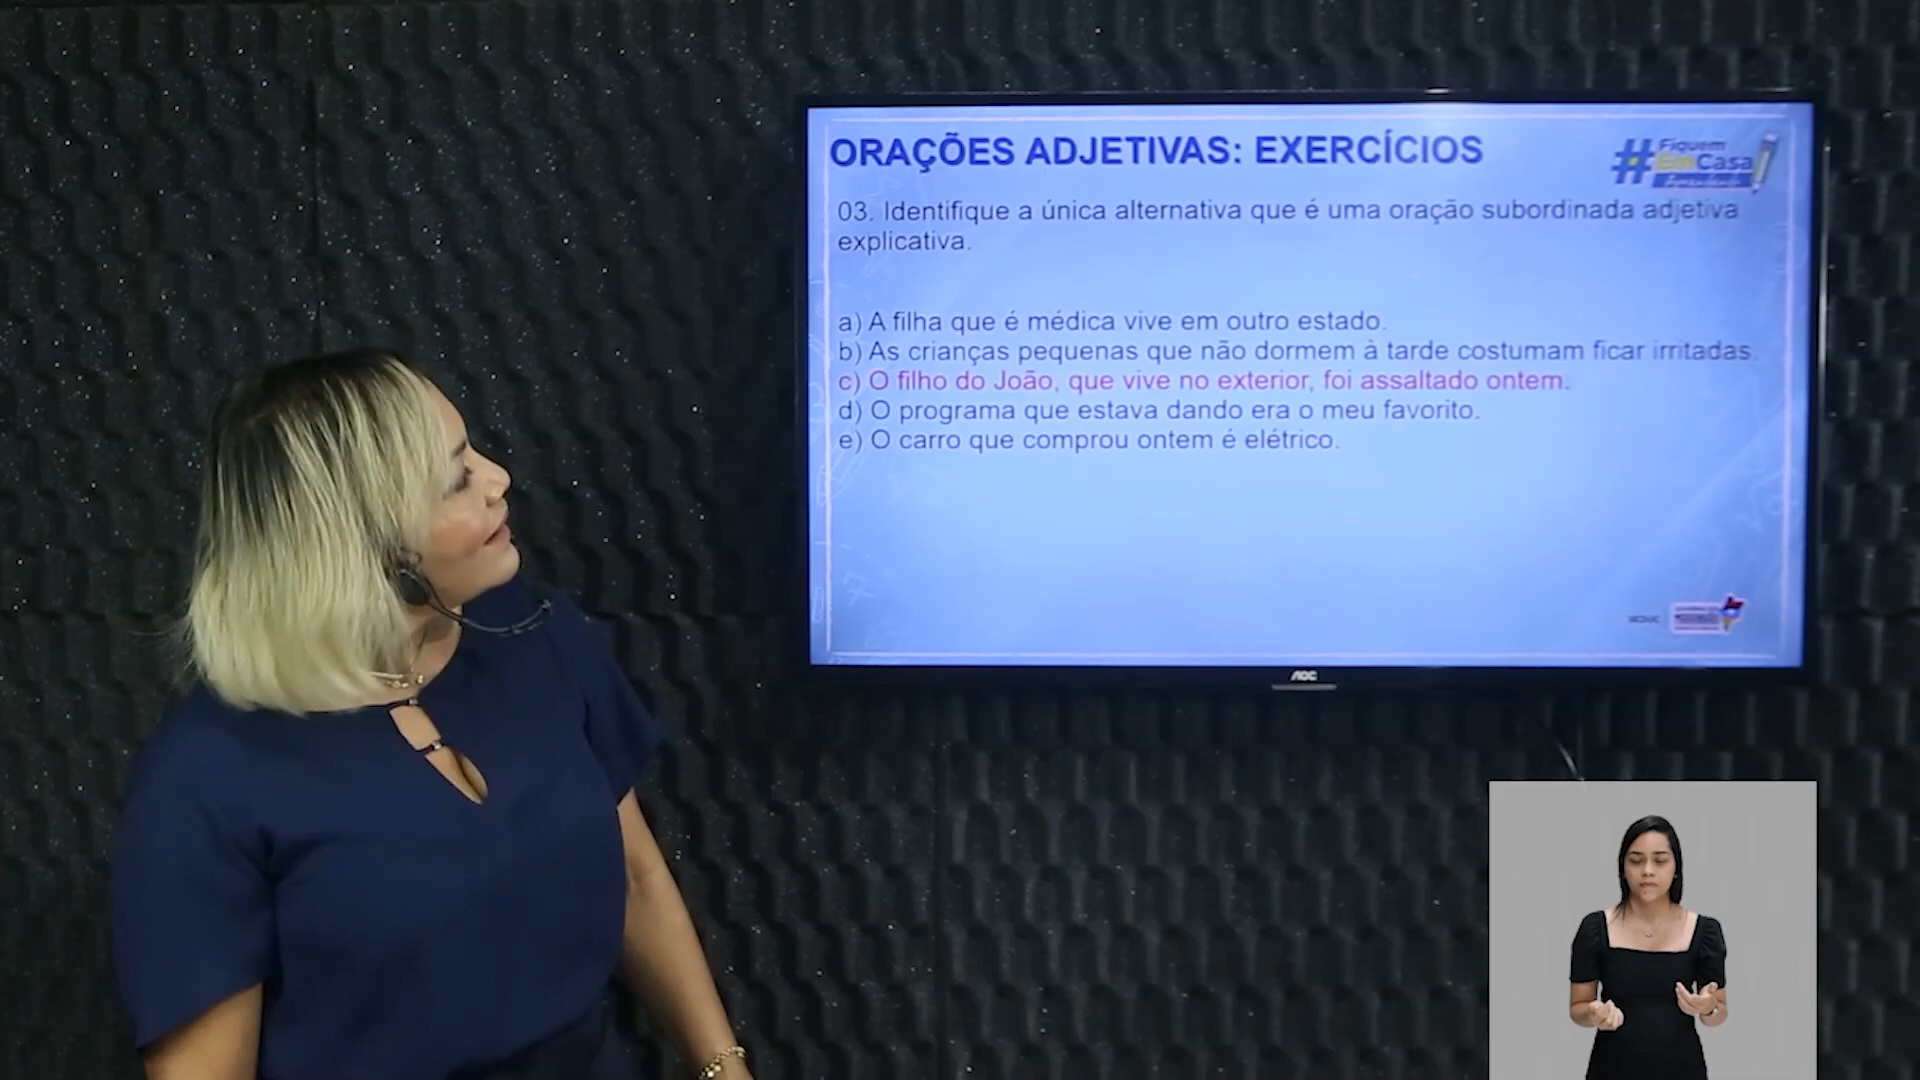 ORAÇÕES ADJETIVAS: EXERCÍCIOS
#Fiquem
EmCasa
03. Identifique a única alternativa que é uma oração subordinada adjetiva
explicativa.
a) A filha que é médica vive em outro estado.
b) As crianças pequenas que não dormem à tarde costumam ficar irritadas.
c) O filho do João, que vive no exterior, foi assaltado ontem.
d) O programa que estava dando era o meu favorito.
e) O carro que comprou ontem é elétrico.
AOC